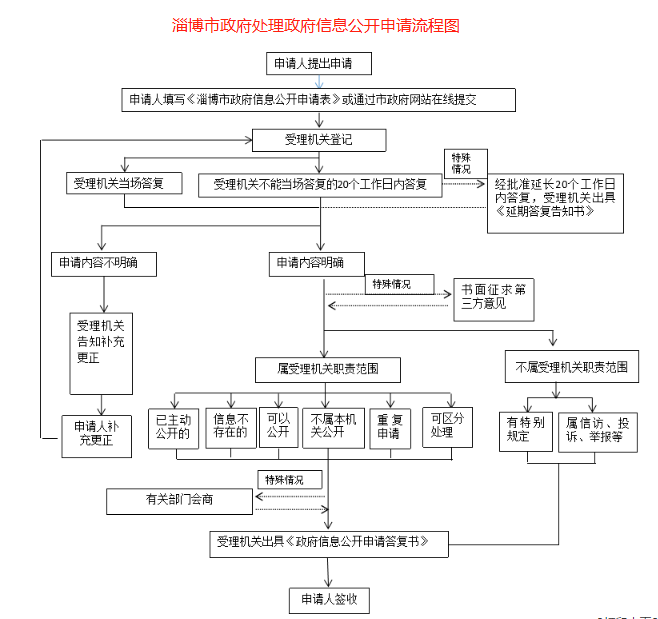 淄博市政府处理政府信息公开申请流程图
申请人提出申请
申请人填写《淄博市政府信息公开申请表》或通过市政府网站在线提交
受理机关登记
特殊
情况
受理机关当场答复
受理机关不能当场答复的20个工作日内答复
经批准延长20个工作日
内答复，受理机关出具
《延期答复告知书》
申请内容不明确
申请内容明确
特殊情况
书面征求第
三方意见
受理机关
告知补充
更正
属受理机关职责范围
不属受理机关职责范围
申请人补
充更正
已主动
公开的
信息不
存在的
可以
公开
不属本机
关公开
重复
申请
可区分
处理
有特别
规定
属信访、投
诉、举报等
特殊情况
有关部门会商
受理机关出具《政府信息公开申请答复书》
申请人签收